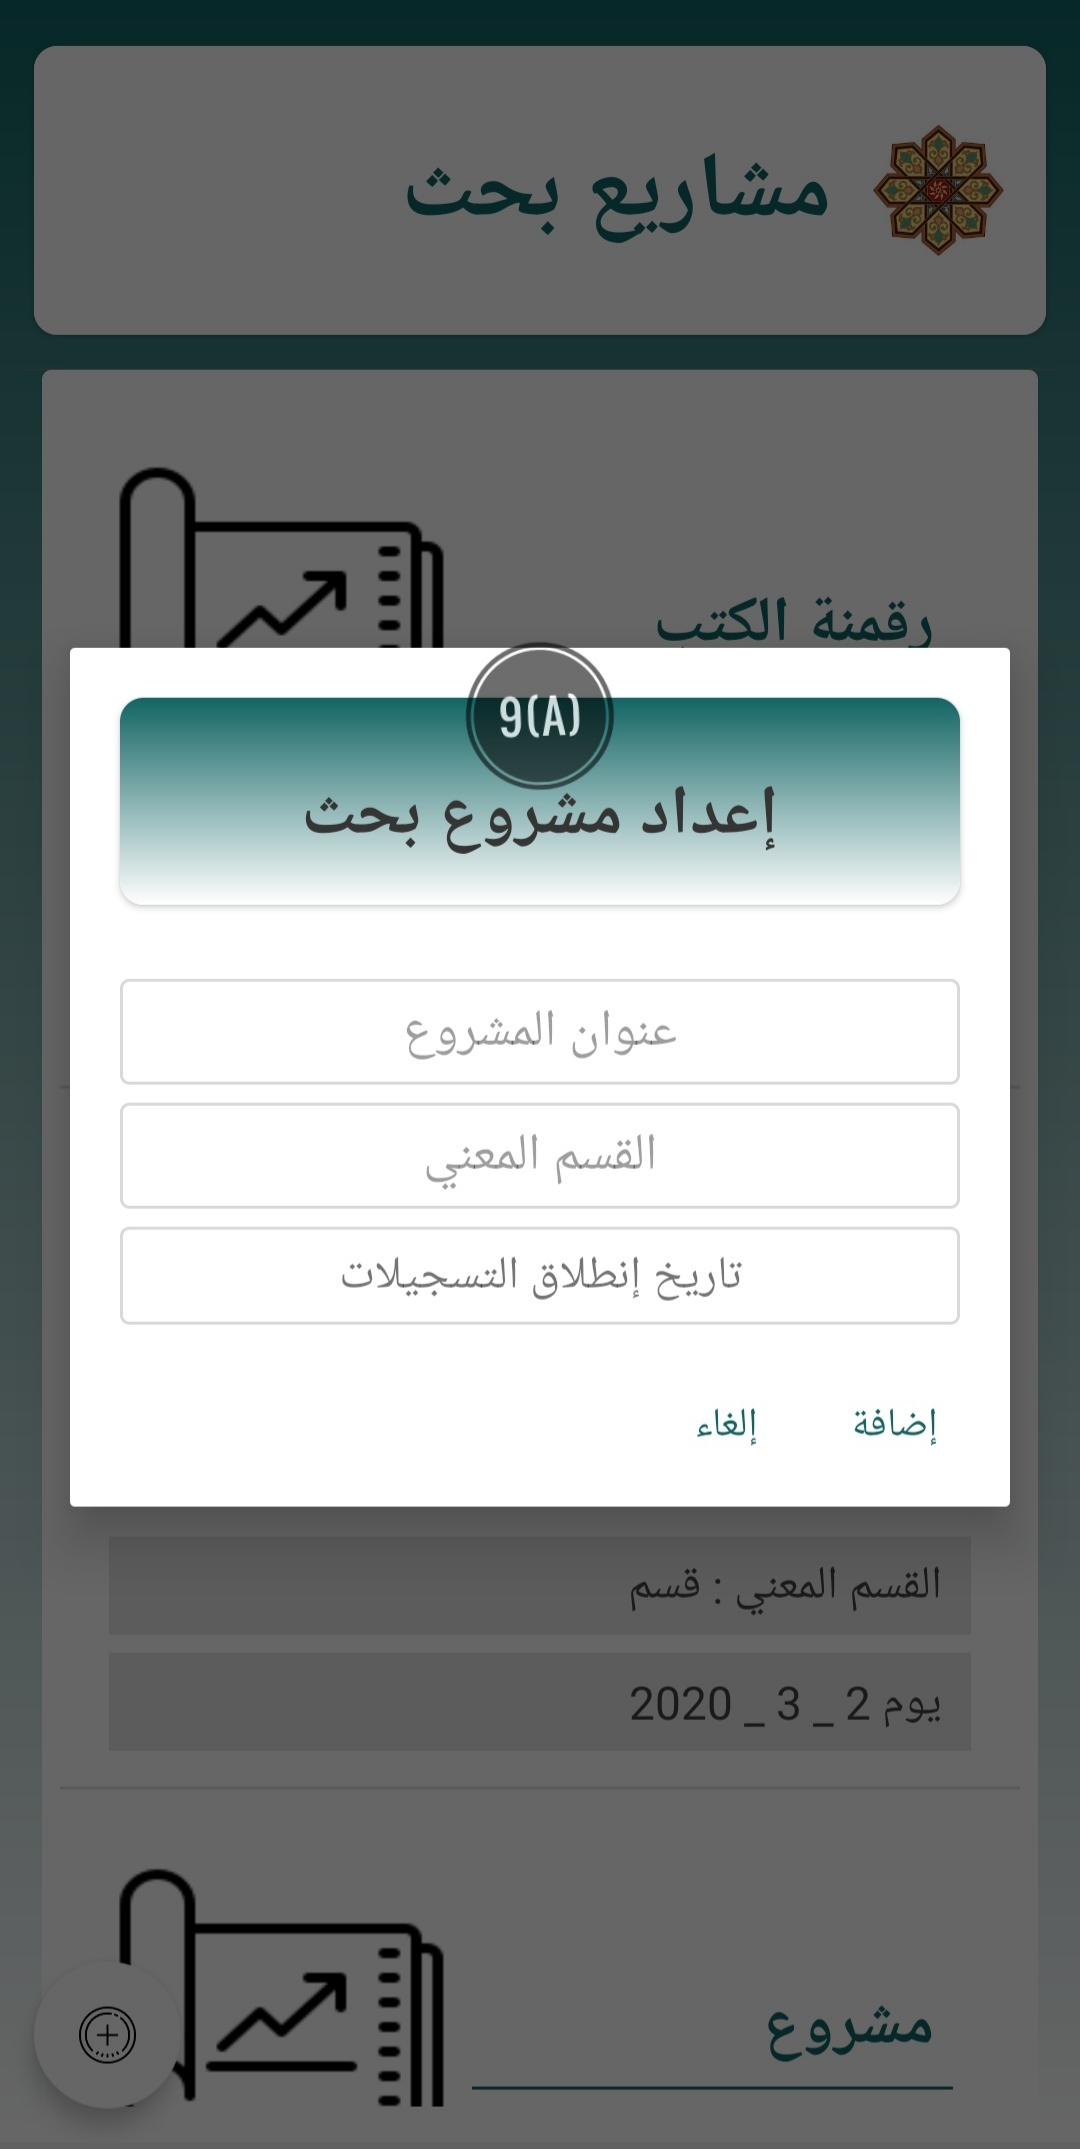 مشاريع بحث
رقمنة الكتب
9(A)
إعداد مشروع بحث
عنوان المشروع
القسم المعني
تاريخ إنطلاق التسجيلات
إضافة
إلغاء
القسم المعني : قسم
يوم 2 _ 3 _ 2020
مشروع